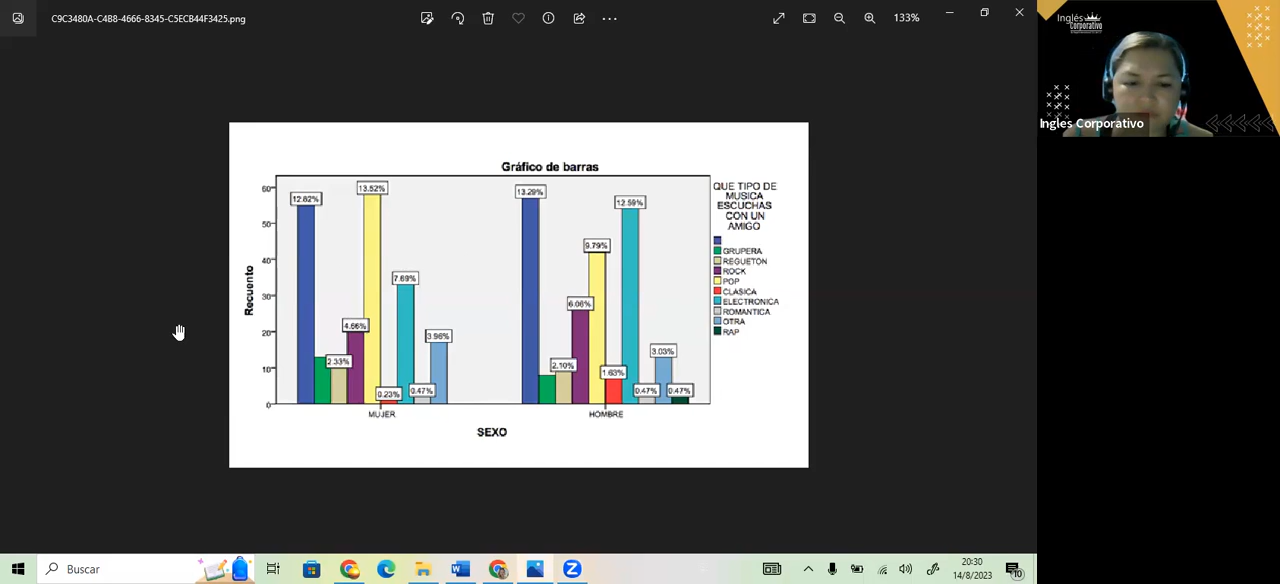 C9C3480A-C4B8-4666-8345-C5ECB44F3425.png
133%
Inglés
Corporativo
Ingles Corporativo
Gráfico de barras
QUE TIPO DE
MUSICA
ESCUCHAS
CON UN
AMIGO
GRUPERA
REGUETON
ROCK
POP
CLASICA
ELECTRONICA
ROMANTICA
OTRA
RAP
Recuento
60
50
40
30
20
10
0
12.82%
2.33%
4.66%
13.52%
0.23%
7.69%
0.47%
3.96%
13.29%
2.10%
6.06%
9.79%
1.63%
12.59%
0.47%
3.03%
0.47%
MUJER
HOMBRE
SEXO
Buscar
20:30
14/8/2023
10